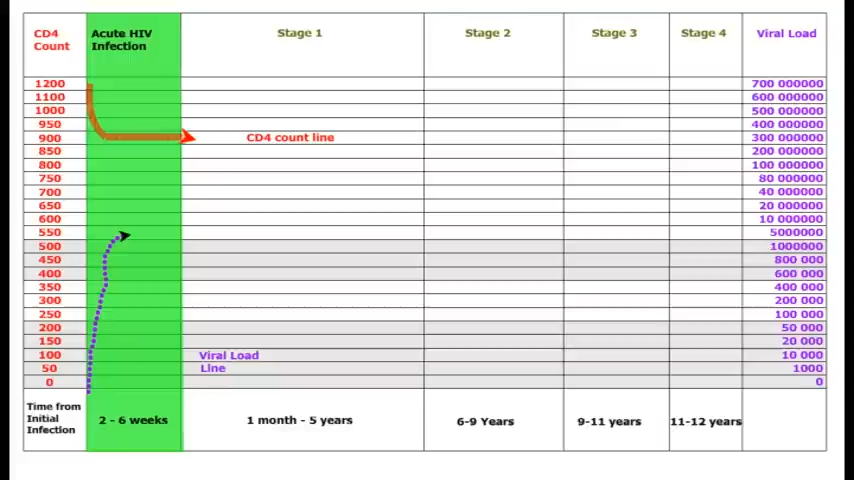 CD4
Count
Acute HIV
Infection
Stage 1
Stage 2
Stage 3
Stage 4
Viral Load
1200
700 000000
1100
600 000000
1000
500 000000
950
400 000000
900
CD4 count line
300 000000
850
200 000000
800
100 000000
750
80 000000
700
40 000000
650
20 000000
600
10 000000
550
5000000
500
1000000
450
800 000
400
600 000
350
400 000
300
200 000
250
100 000
200
50 000
150
20 000
100
Viral Load
10 000
50
Line
1000
0
0
Time from
Initial
Infection
2 - 6 weeks
1 month - 5 years
6-9 Years
9-11 years
11-12 years